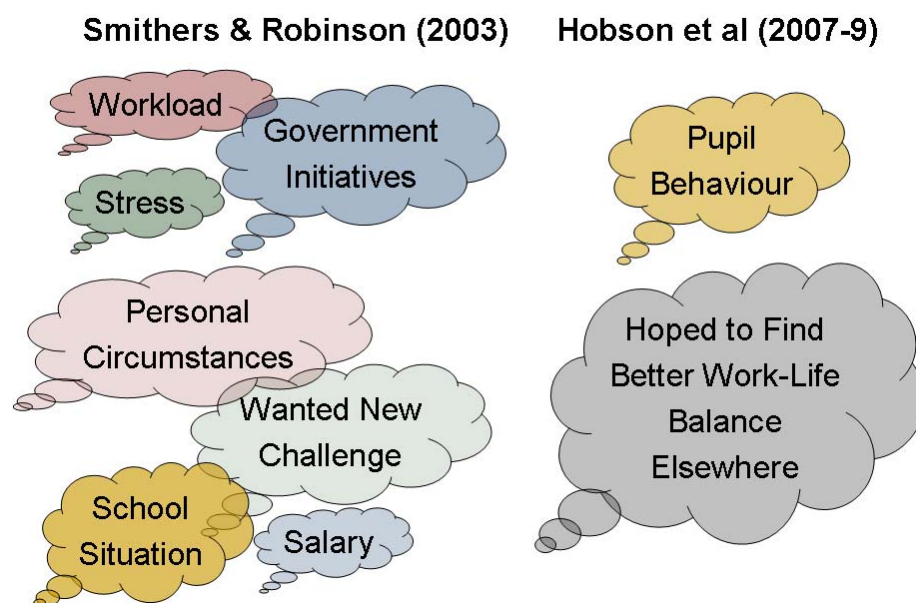 Smithers & Robinson (2003)
Workload
Government
Initiatives
Stress
Personal
Circumstances
Wanted New
Challenge
School
Situation
Salary
Hobson et al (2007-9)
Pupil
Behaviour
Hoped to Find
Better Work-Life
Balance
Elsewhere